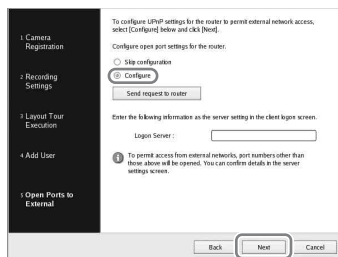 To configure UPnP settings for the router to permit external network access,
select [Configure] below and click [Next].
1 Camera
Registration
Configure open port settings for the router.
Skip configuration
Configure
2 Recording
Settings
Send request to router
3 Layout Tour
Execution
Enter the following information as the server setting in the client logon screen.
Logon Server :
4 Add User
To permit access from external networks, port numbers other than
those above will be opened. You can confirm details in the server
settings screen.
5 Open Ports to
External
Back
Next
Cancel